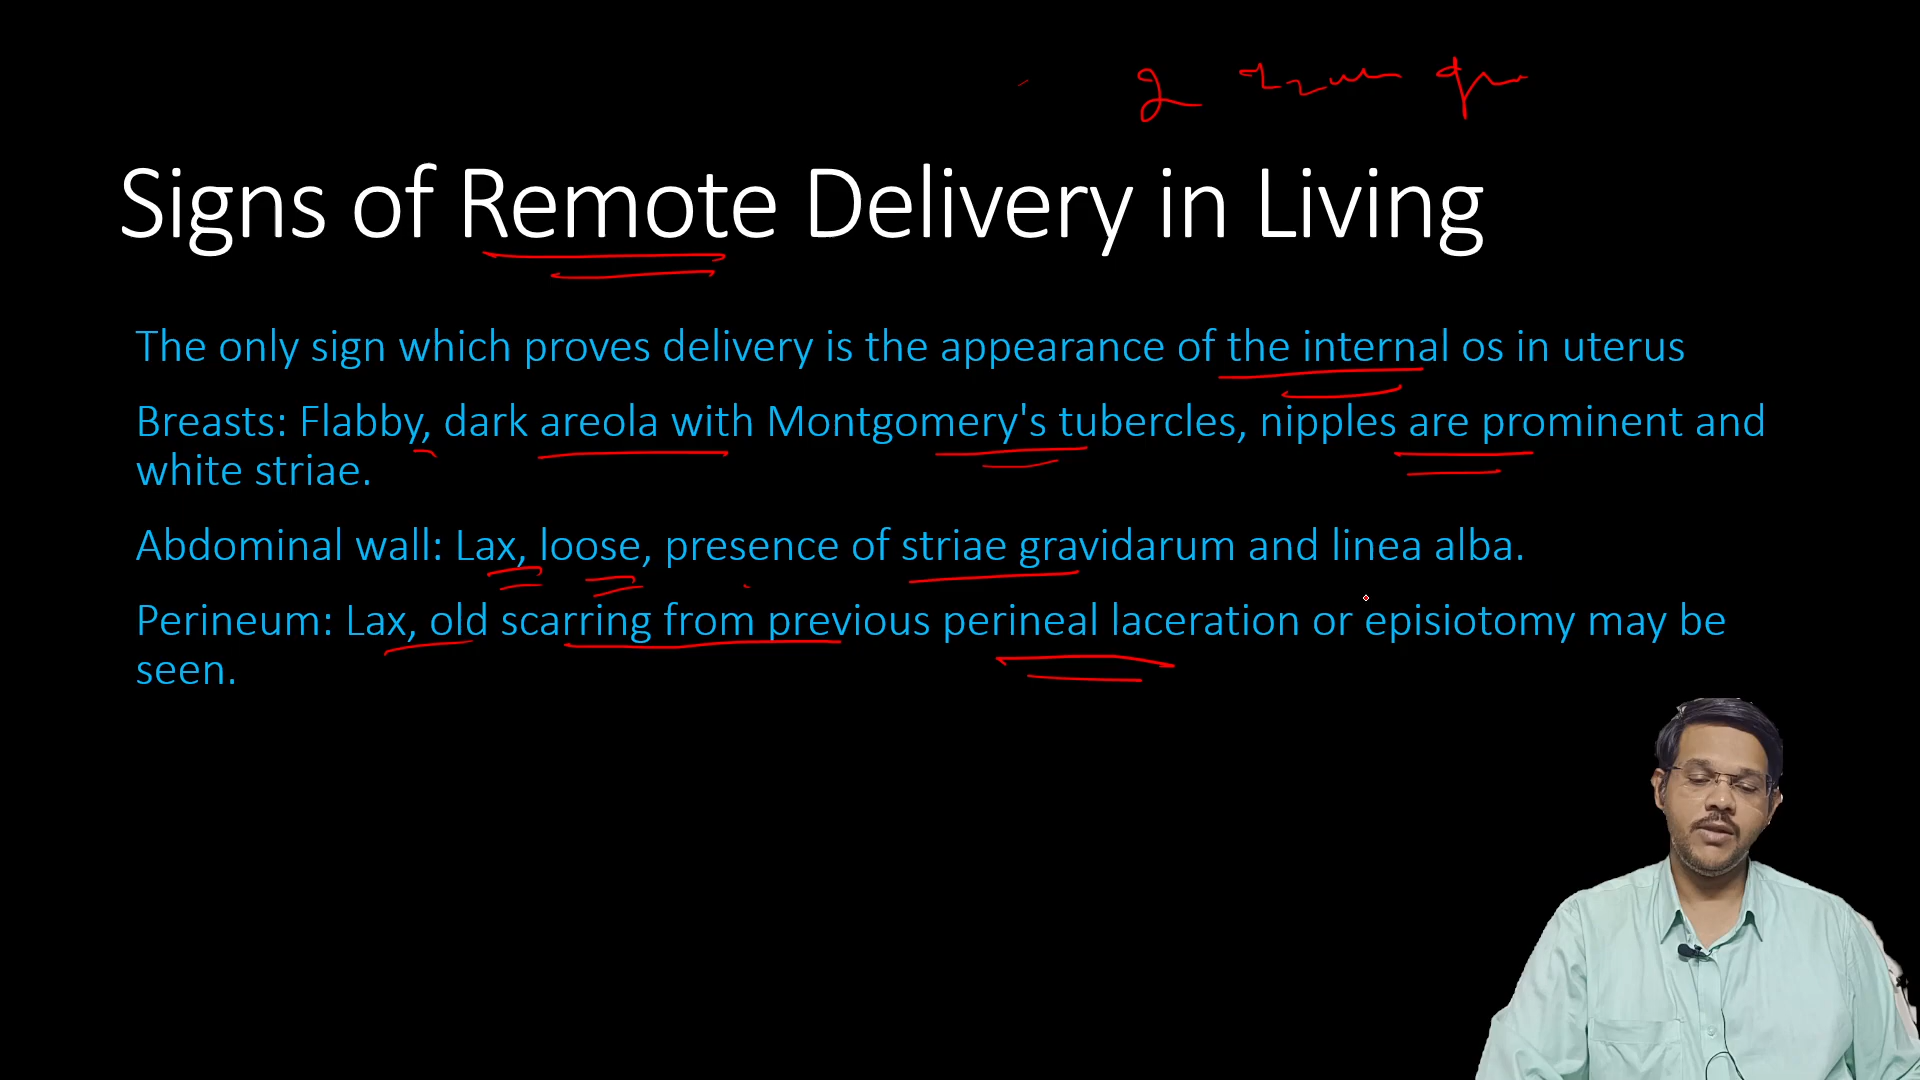 Signs of Remote Delivery in Living
The only sign which proves delivery is the appearance of the internal os in uterus
Breasts: Flabby, dark areola with Montgomery's tubercles, nipples are prominent and
white striae.
Abdominal wall: Lax, loose, presence of striae gravidarum and linea alba.
Perineum: Lax, old scarring from previous perineal laceration or episiotomy may be
seen.